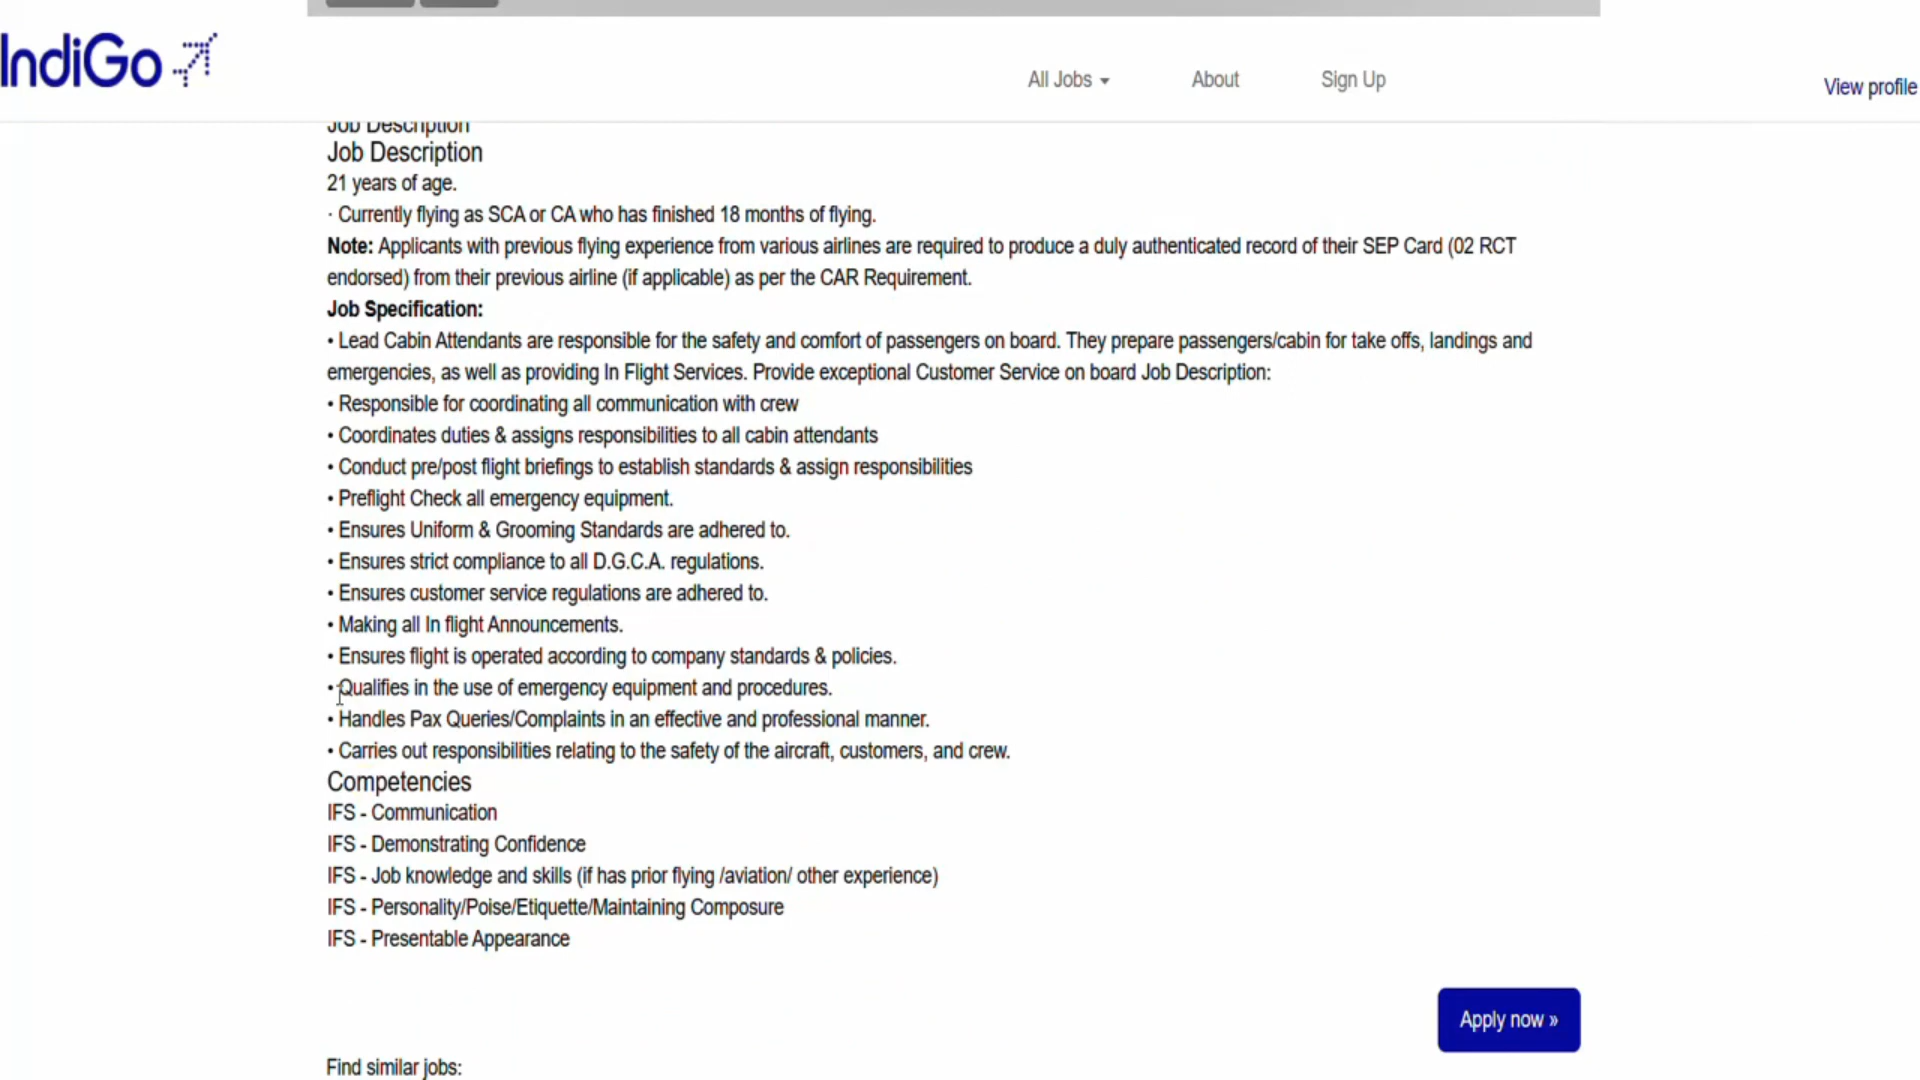 IndiGo
All Jobs
About
Sign Up
View profile
Job Description
Job Description
21 years of age.
· Currently flying as SCA or CA who has finished 18 months of flying.
Note: Applicants with previous flying experience from various airlines are required to produce a duly authenticated record of their SEP Card (02 RCT
endorsed) from their previous airline (if applicable) as per the CAR Requirement.
Job Specification:
• Lead Cabin Attendants are responsible for the safety and comfort of passengers on board. They prepare passengers/cabin for take offs, landings and
emergencies, as well as providing In Flight Services. Provide exceptional Customer Service on board Job Description:
• Responsible for coordinating all communication with crew
• Coordinates duties & assigns responsibilities to all cabin attendants
• Conduct pre/post flight briefings to establish standards & assign responsibilities
• Preflight Check all emergency equipment.
• Ensures Uniform & Grooming Standards are adhered to.
• Ensures strict compliance to all D.G.C.A. regulations.
• Ensures customer service regulations are adhered to.
• Making all In flight Announcements.
• Ensures flight is operated according to company standards & policies.
• Qualifies in the use of emergency equipment and procedures.
• Handles Pax Queries/Complaints in an effective and professional manner.
• Carries out responsibilities relating to the safety of the aircraft, customers, and crew.
Competencies
IFS - Communication
IFS - Demonstrating Confidence
IFS - Job knowledge and skills (if has prior flying /aviation/ other experience)
IFS - Personality/Poise/Etiquette/Maintaining Composure
IFS - Presentable Appearance
Apply now »
Find similar jobs: